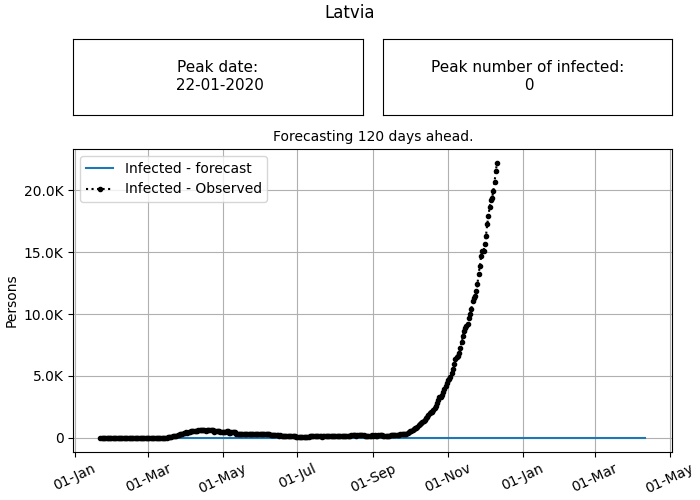 Latvia
Peak date:
22-01-2020
Peak number of infected:
0
Forecasting 120 days ahead.
Infected - forecast
Infected - Observed
20.0K
15.0K
10.0K
5.0K
0
Persons
01-Jan
01-Mar
01-May
01-Jul
01-Sep
01-Nov
01-Jan
01-Mar
01-May